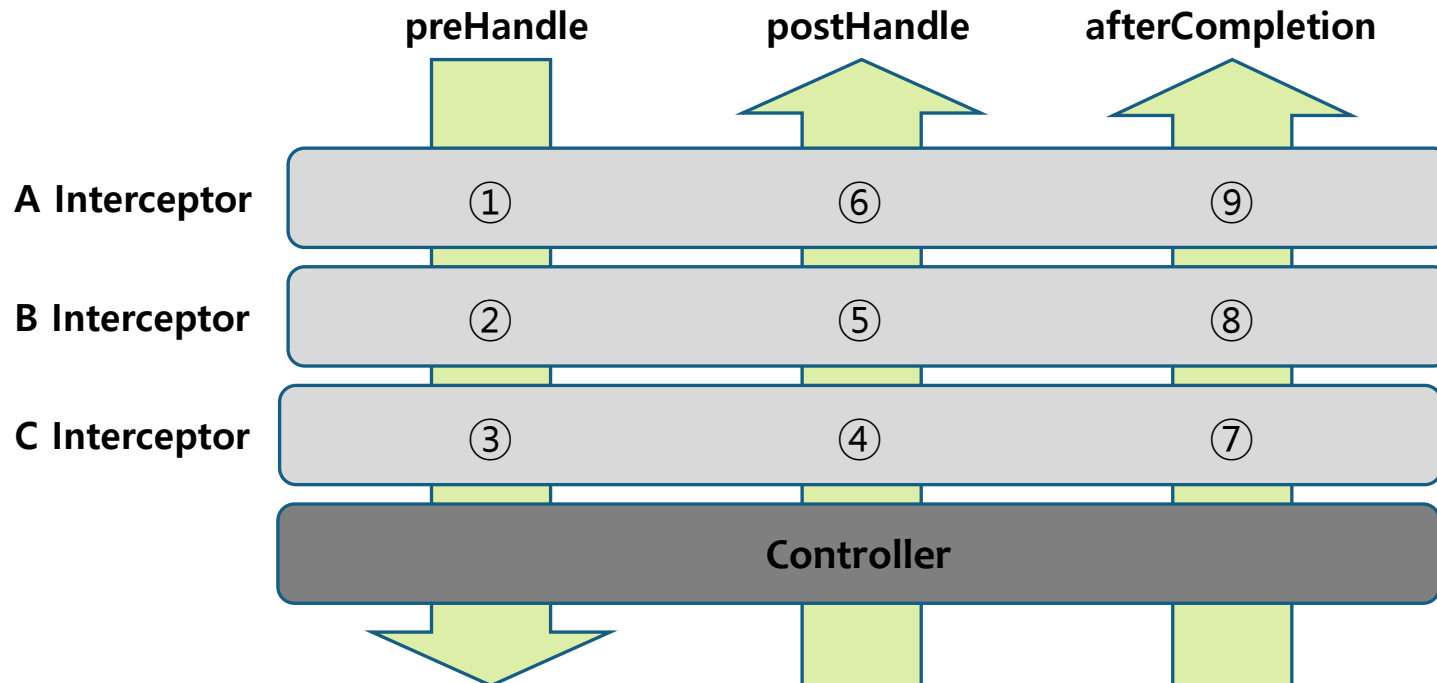 preHandle postHandle afterCompletion
A Interceptor ① ⑥ ⑨
B Interceptor ② ⑤ ⑧
C Interceptor ③ ④ ⑦
Controller